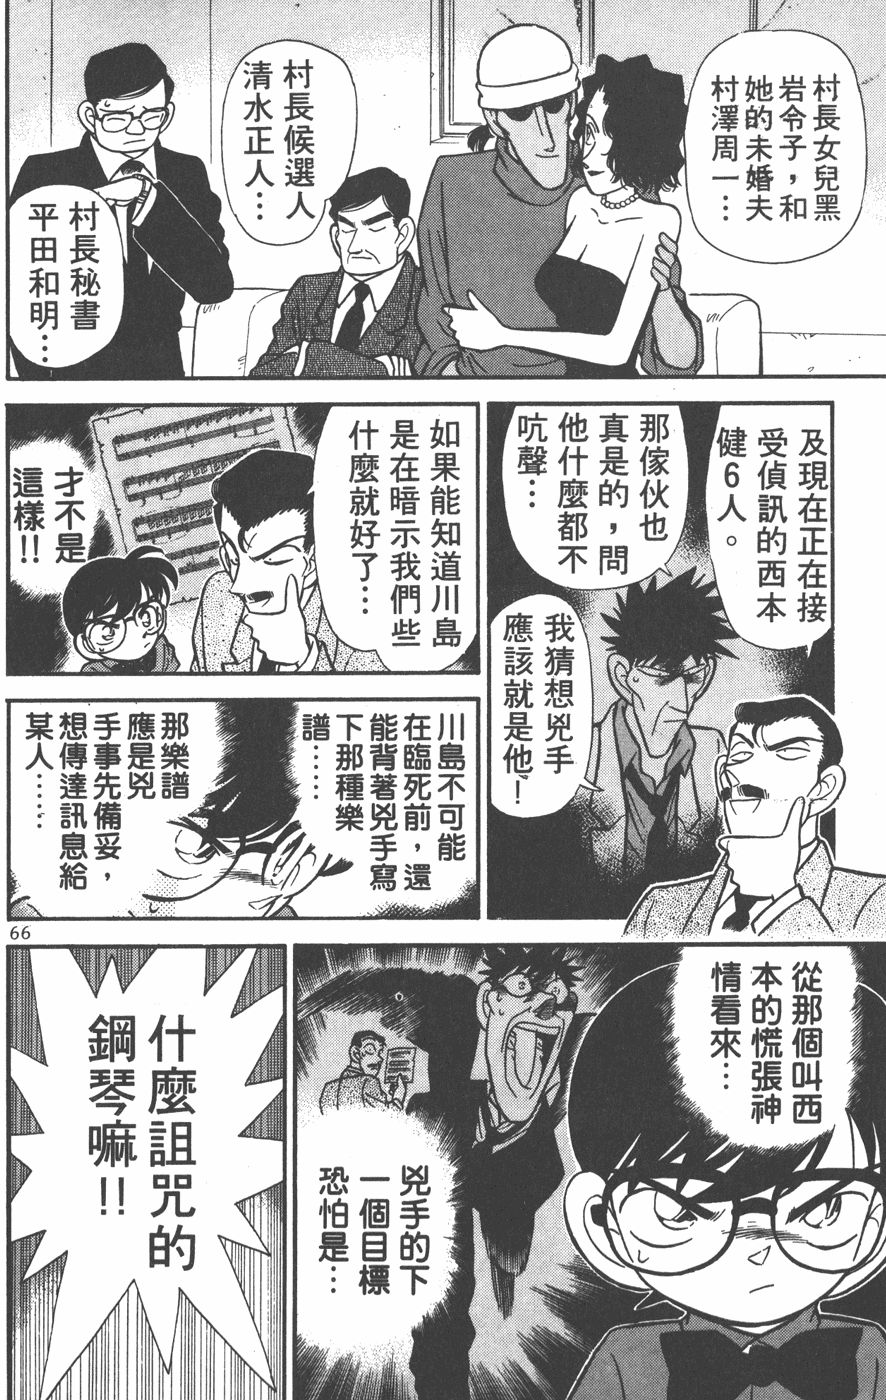 村長女兒黑
岩令子，和
她的未婚夫
村澤周一…
村長候選人
清水正人…
村長秘書
平田和明…
及現在正在接
受偵訊的西本
健6人。
那傢伙也
真是的，問
他什麼都不
吭聲…
我猜想兇手
應該就是他！
如果能知道川島
是在暗示我們些
什麼就好了…
才不是
這樣!!
川島不可能
在臨死前，還
能背著兇手寫
下那種樂
譜……
那樂譜
應是兇
手事先備妥，
想傳達訊息給
某人……
66
從那個叫西
本的慌張神
情看來…
兇手的下
一個目標
恐怕是…
什麼詛咒的
鋼琴嘛!!